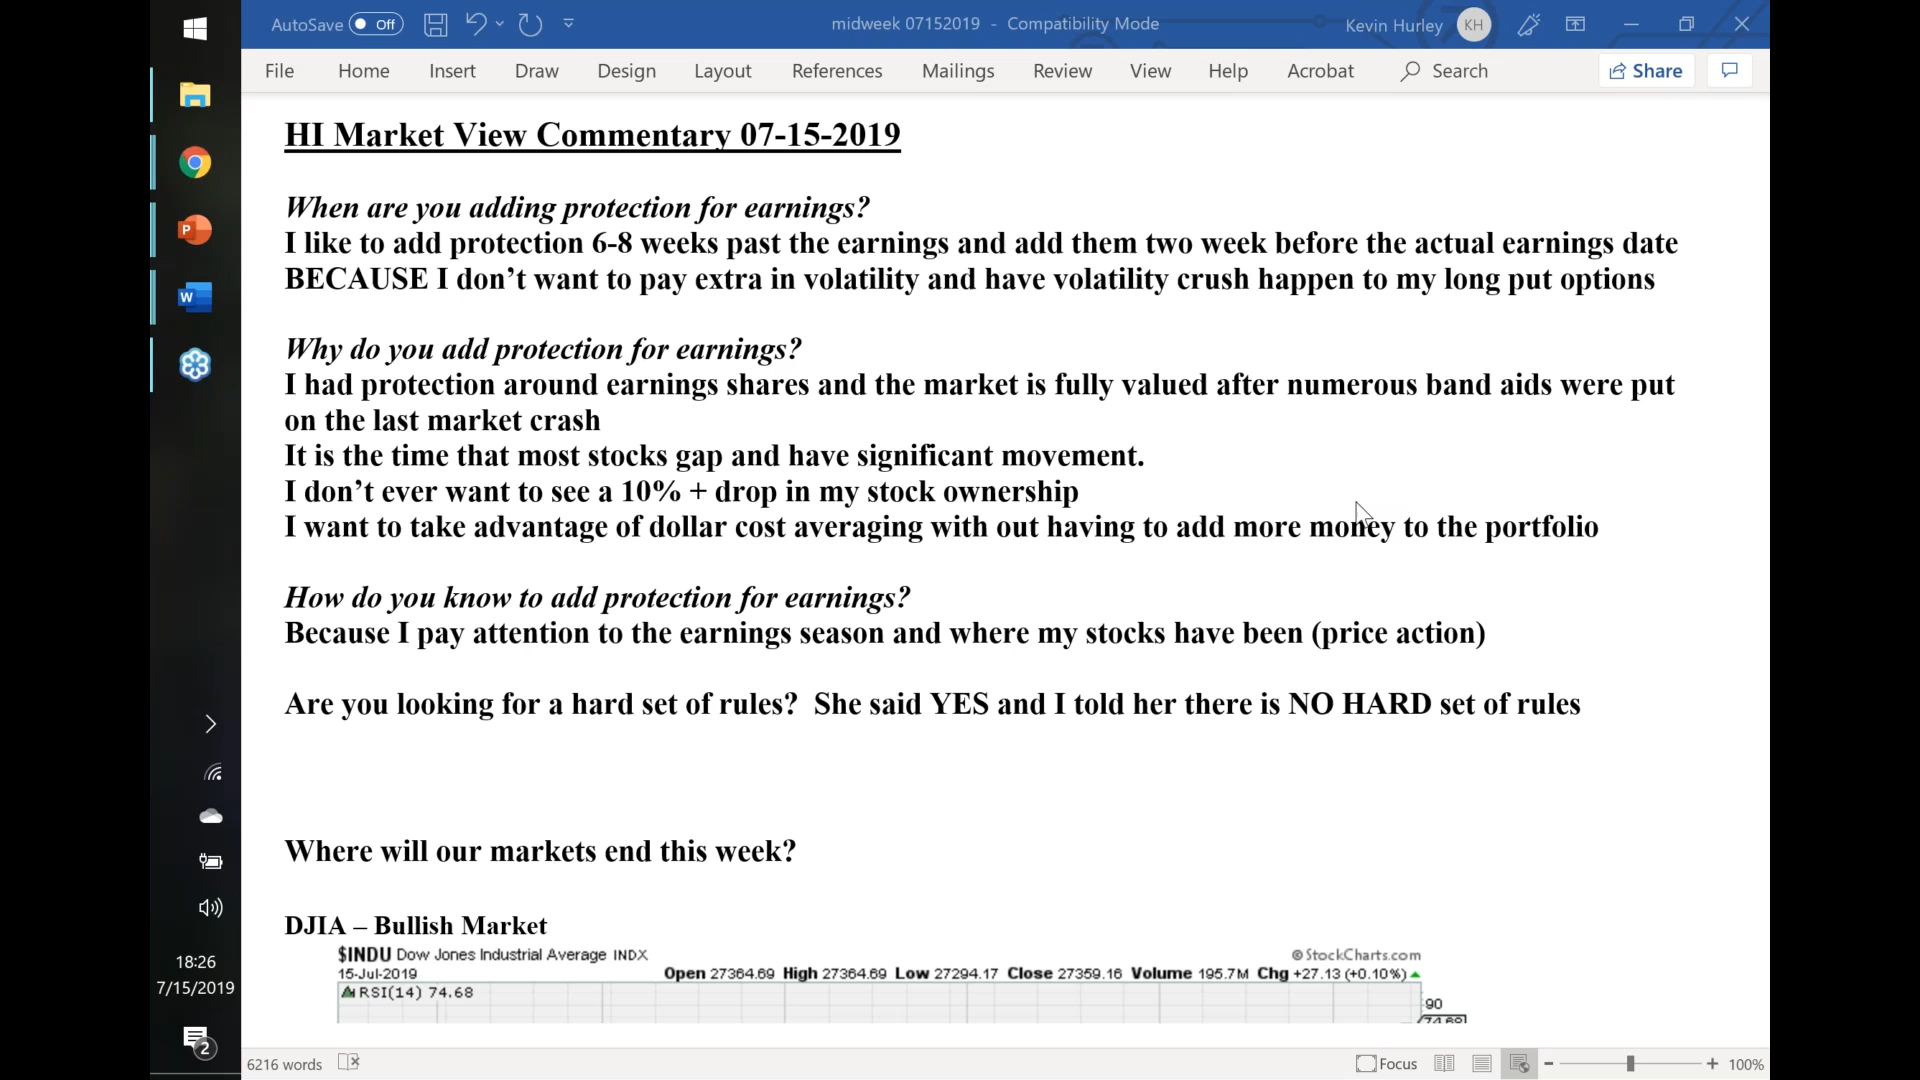 AutoSave Off
midweek 07152019 - Compatibility Mode
Kevin Hurley KH
File Home Insert Draw Design Layout References Mailings Review View Help Acrobat Search Share
HI Market View Commentary 07-15-2019
When are you adding protection for earnings?
I like to add protection 6-8 weeks past the earnings and add them two week before the actual earnings date
BECAUSE I don’t want to pay extra in volatility and have volatility crush happen to my long put options
Why do you add protection for earnings?
I had protection around earnings shares and the market is fully valued after numerous band aids were put
on the last market crash
It is the time that most stocks gap and have significant movement.
I don’t ever want to see a 10% + drop in my stock ownership
I want to take advantage of dollar cost averaging with out having to add more money to the portfolio
How do you know to add protection for earnings?
Because I pay attention to the earnings season and where my stocks have been (price action)
Are you looking for a hard set of rules?  She said YES and I told her there is NO HARD set of rules
Where will our markets end this week?
DJIA – Bullish Market
$INDU Dow Jones Industrial Average INDX
© StockCharts.com
15-Jul-2019
Open 27364.69 High 27364.69 Low 27294.17 Close 27359.16 Volume 195.7M Chg +27.13 (+0.10%)
RSI(14) 74.68
90
74.68
18:26
7/15/2019
2
P
W
6216 words
Focus
- + 100%